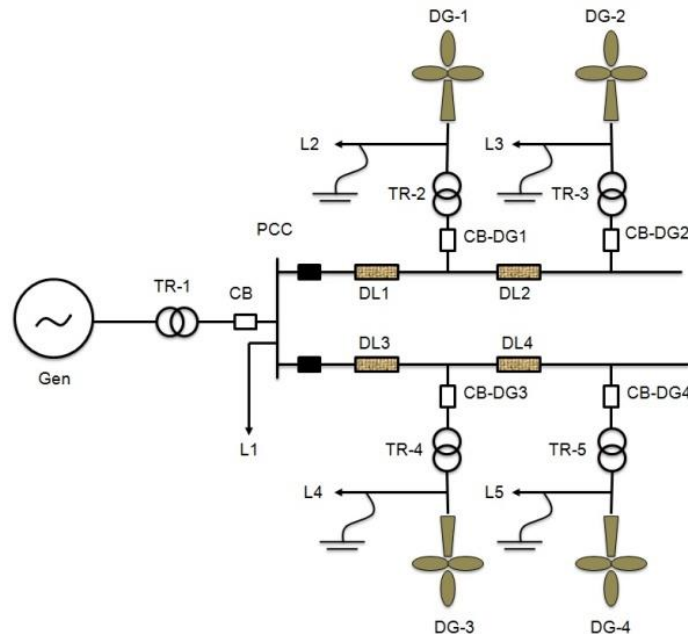 DG-1
DG-2
L2
L3
TR-2
TR-3
PCC
CB-DG1
CB-DG2
TR-1
CB
DL1
DL2
Gen
DL3
DL4
CB-DG3
CB-DG4
L1
TR-4
TR-5
L4
L5
DG-3
DG-4